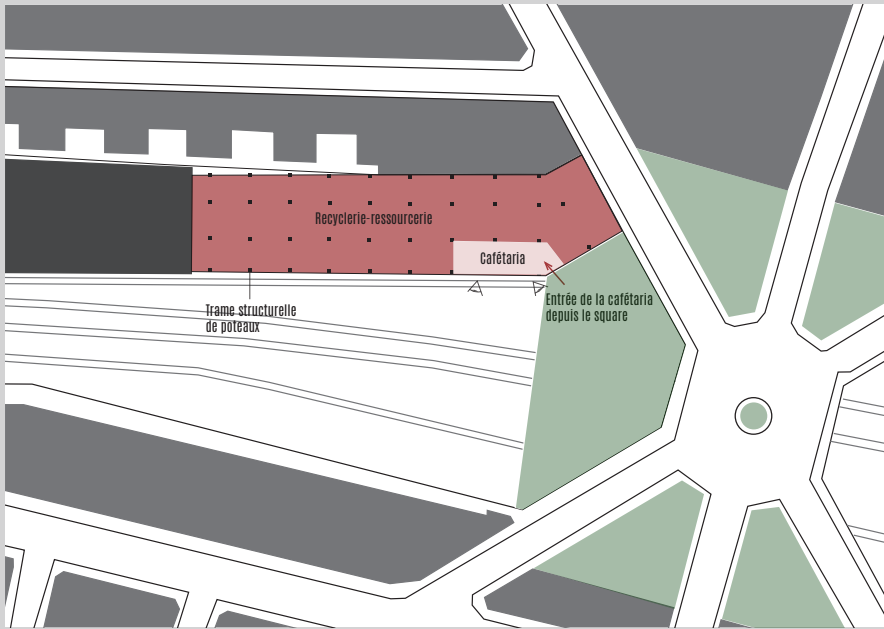 Recyclerie-ressourcerie
Cafétaria
Entrée de la cafétaria
depuis le square
Trame structurelle
de poteaux